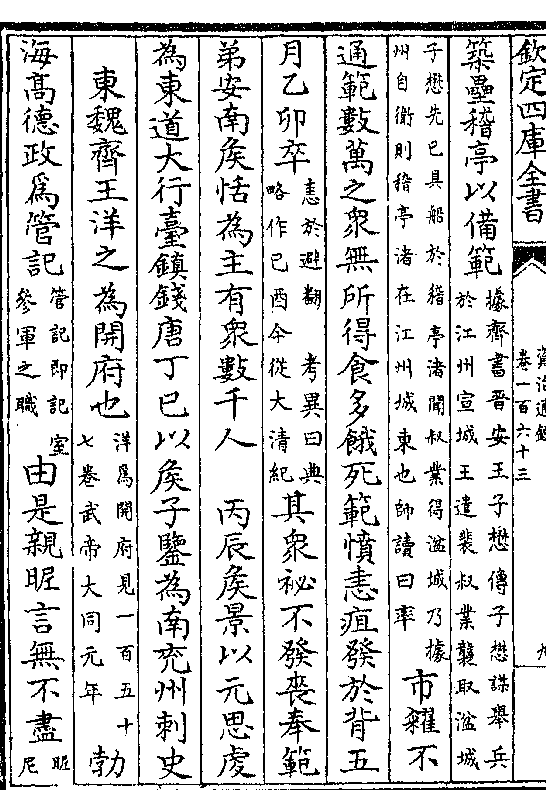 欽定四庫全書
資治通鑑
卷一百六十三
築壘稽亭以備範據齊書晉安王子懋傳子懋謀舉兵於江州宣城王遣裴叔業襲取湓城
子懋先已具船於稽亭渚聞叔業得湓城乃據州自衛則稽亭渚在江州城東也師讀曰率市糴不
通範數萬之衆無所得食多餓死範憤恚疽發於背五
月乙卯卒恚於避翻　考異曰典略作己酉今從大清紀其衆祕不發喪奉範
弟安南侯恬為主有衆數千人　丙辰侯景以元思虔
為東道大行臺鎮錢唐丁巳以侯子鑒為南兖州刺史
東魏齊王洋之為開府也洋為開府見一百五十七卷武帝大同元年勃
海高德政為管記管記即記室參軍之職由是親昵言無不盡昵尼